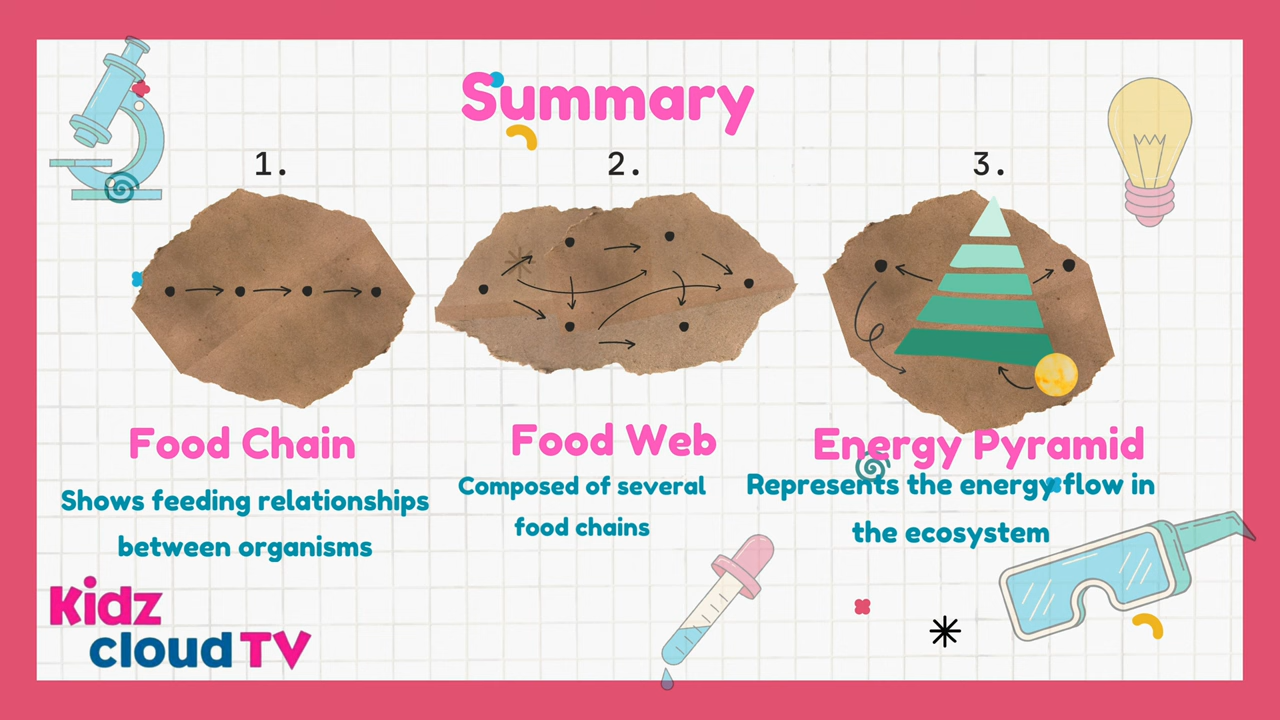 Summary
1.
2.
3.
Food Chain
Shows feeding relationships
between organisms
Food Web
Composed of several
food chains
Energy Pyramid
Represents the energy flow in
the ecosystem
Kidz
cloud TV